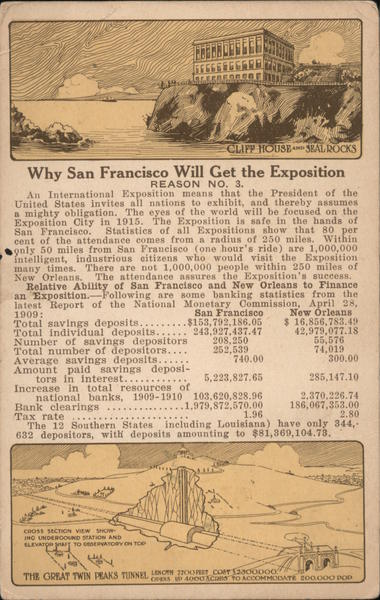 CLIFF HOUSE AND SEAL ROCKS
Why San Francisco Will Get the Exposition
REASON NO. 3.
An International Exposition means that the President of the
United States invites all nations to exhibit, and thereby assumes
a mighty obligation. The eyes of the world will be focused on the
Exposition City in 1915. The Exposition is safe in the hands of
San Francisco. Statistics of all Expositions show that 80 per
cent of the attendance comes from a radius of 250 miles. Within
only 50 miles from San Francisco (one hour's ride) are 1,000,000
intelligent, industrious citizens who would visit the Exposition
many times. There are not 1,000,000 people within 250 miles of
New Orleans. The attendance assures the Exposition's success.
Relative Ability of San Francisco and New Orleans to Finance
an Exposition.—Following are some banking statistics from the
latest Report of the National Monetary Commission, April 28,
1909: San Francisco New Orleans
Total savings deposits........$153,792,186.05 $ 16,856,783.49
Total individual deposits...... 243,927,437.47 42,979,077.18
Number of savings depositors 208,250 55,576
Total number of depositors.... 252,539 74,019
Average savings deposits...... 740.00 300.00
Amount paid savings deposi-
tors in interest............ 5,223,827.65 285,147.10
Increase in total resources of
national banks, 1909-1910 103,620,828.96 2,370,226.74
Bank clearings ..............1,979,872,570.00 186,067,353.00
Tax rate ..................... 1.96 2.80
The 12 Southern States including Louisiana) have only 344,-
632 depositors, with deposits amounting to $81,369,104.73.
CROSS SECTION VIEW SHOW-
ING UNDERGROUND STATION AND
ELEVATOR SHAFT TO OBSERVATORY ON TOP
THE GREAT TWIN PEAKS TUNNEL LENGTH 7200 FEET COST
OPENS UP 4000 ACRES TO ACCOMMODATE 200,000 POP.